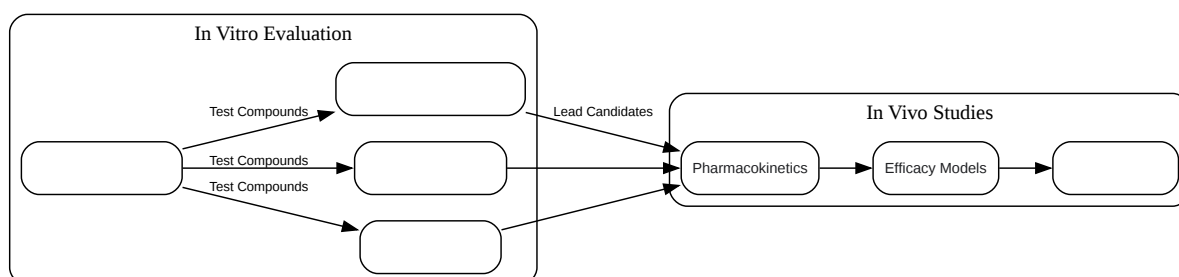 In Vitro Evaluation
Test Compounds
Test Compounds
Test Compounds
Lead Candidates
In Vivo Studies
Pharmacokinetics
Efficacy Models